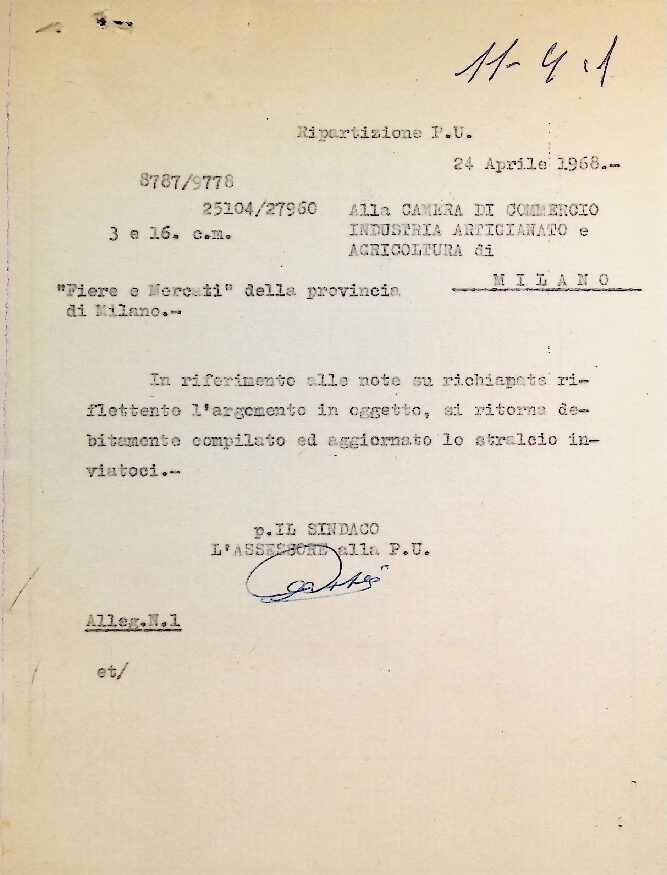 11-4.1
Ripartizione P.U.
24 Aprile 1968.-
8787/9778
25104/27960
3 e 16. c.m.
Alla CAMERA DI COMMERCIO
INDUSTRIA ARTIGIANATO e
AGRICOLTURA di
M I L A N O
"Fiere e Mercati" della provincia
di Milano.-
In riferimento alle note su richiamate ri-
flettente l'argomento in oggetto, si ritorna de-
bitamente compilato ed aggiornato lo stralcio in-
viatoci.-
p.IL SINDACO
L'ASSESSORE alla P.U.
Alleg.N.1
et/